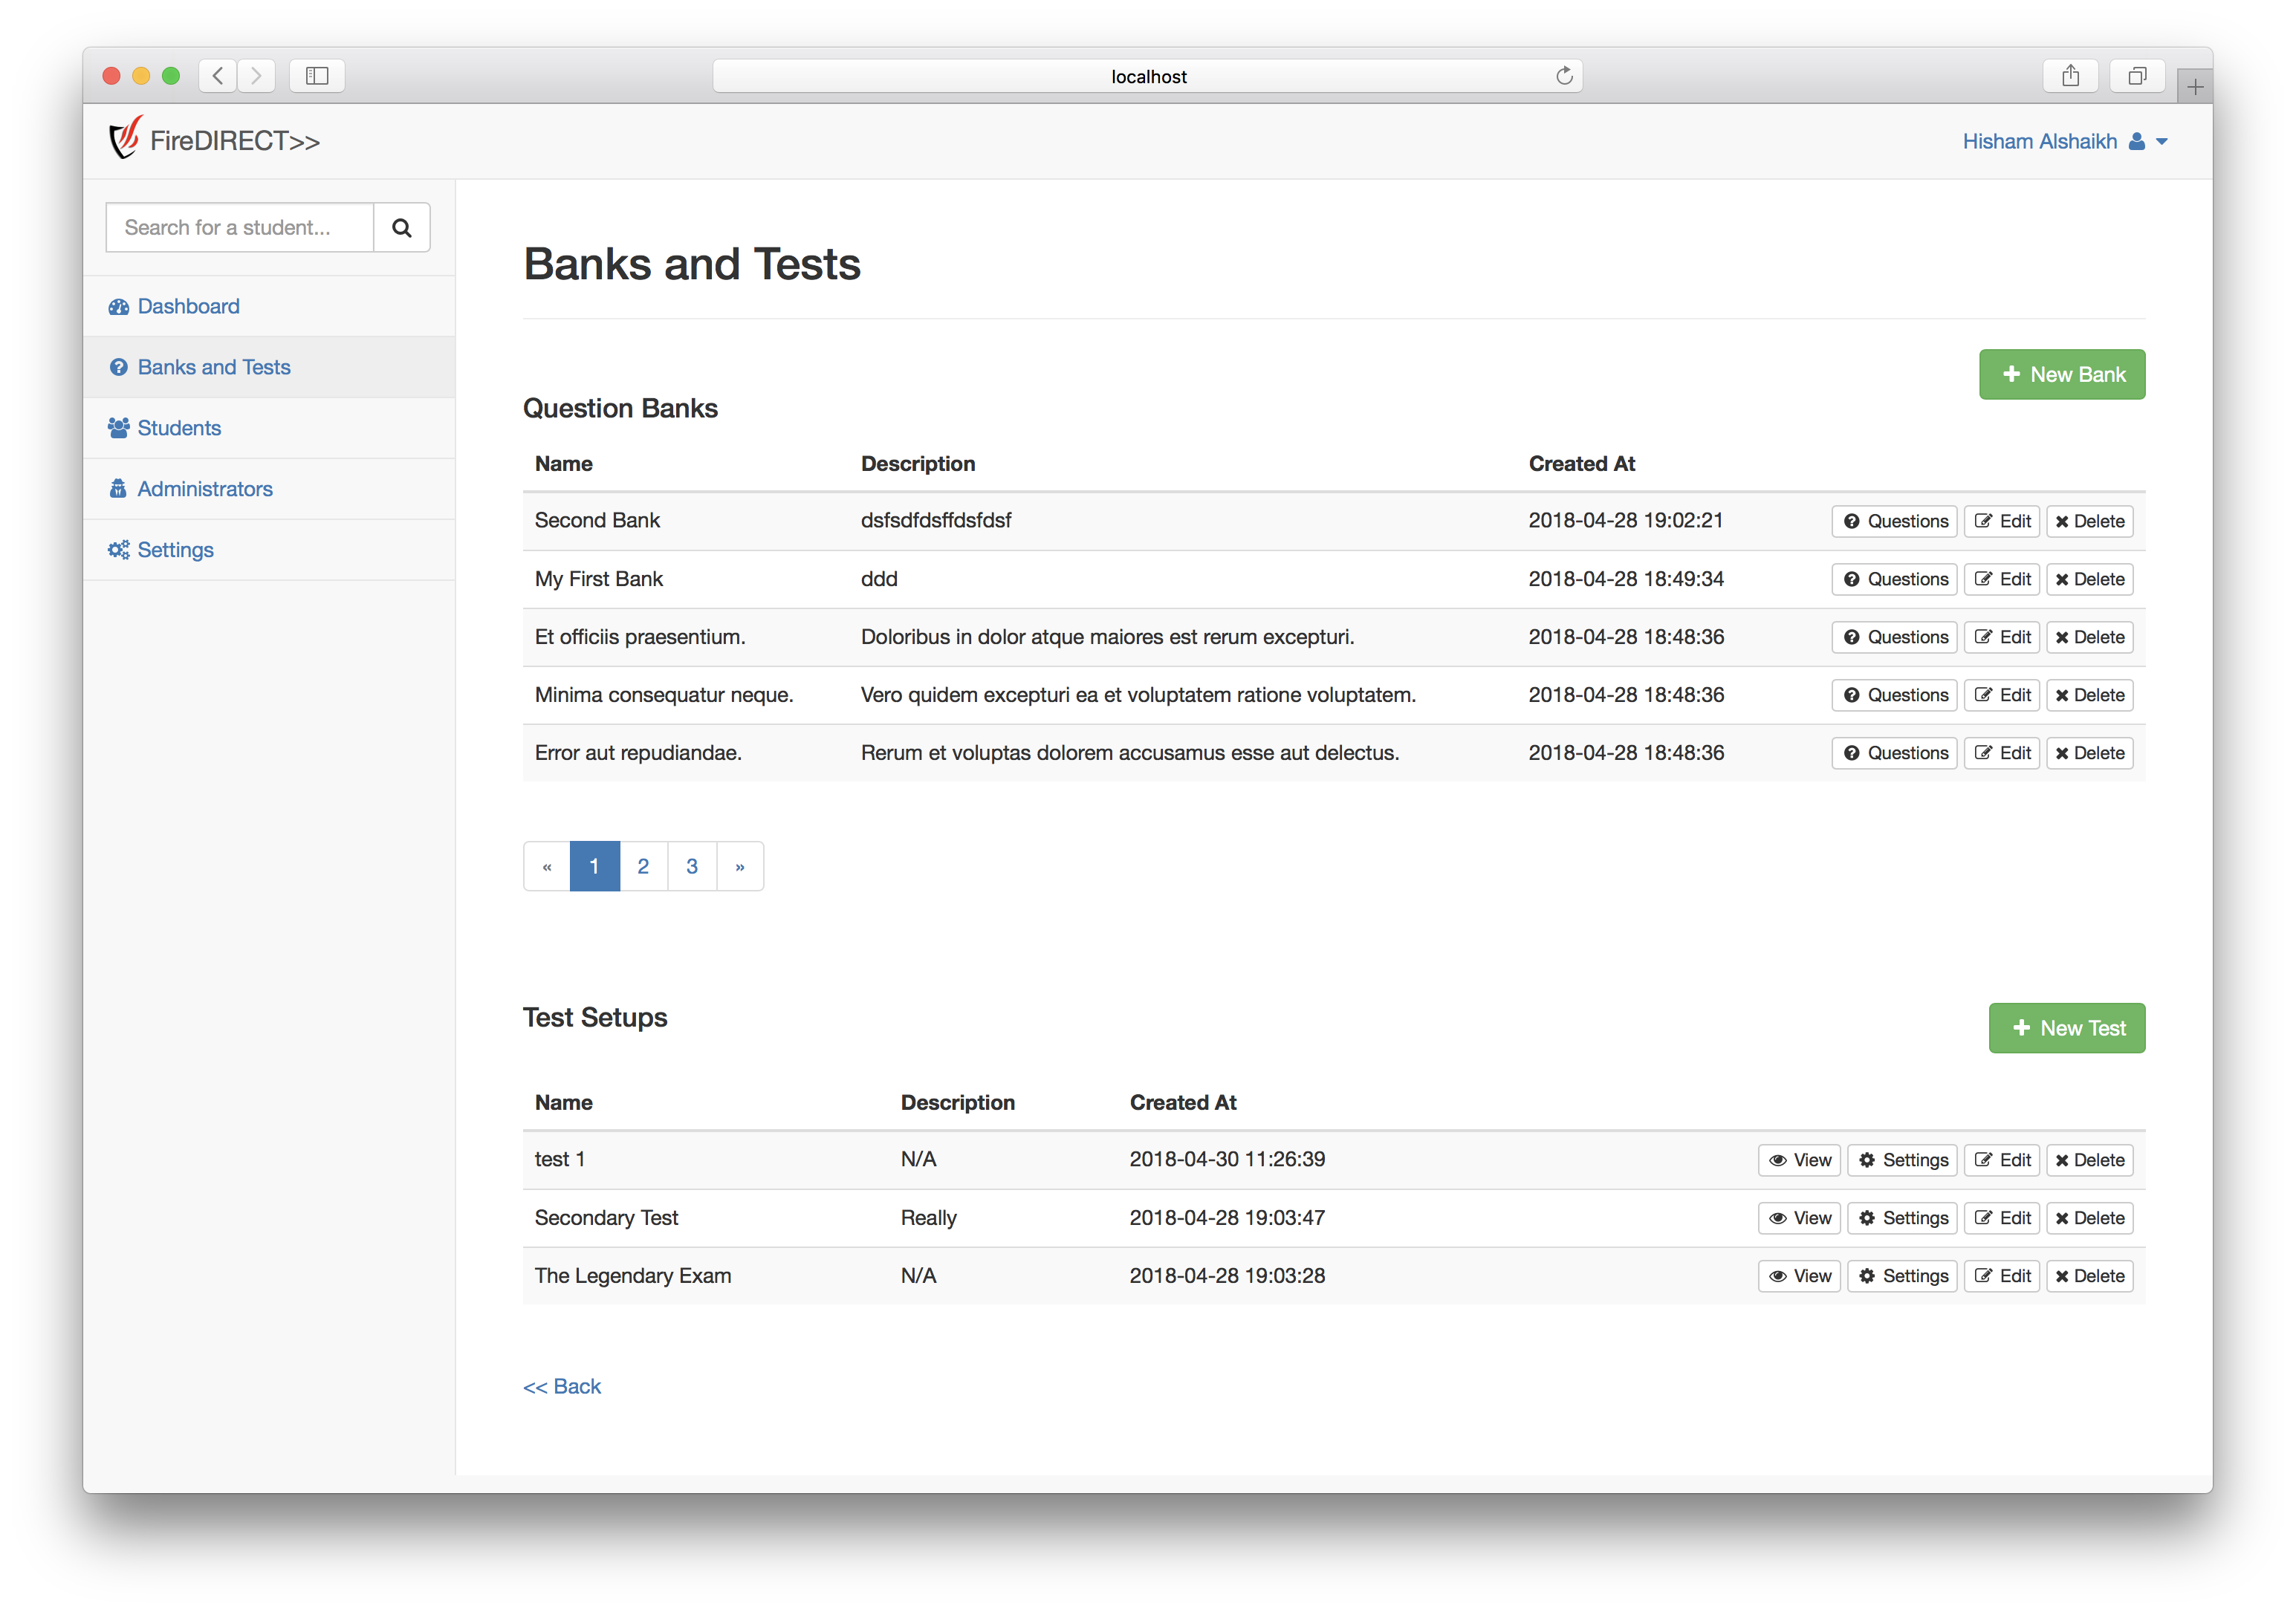 localhost
FireDIRECT>>
Hisham Alshaikh
Search for a student...
Dashboard
Banks and Tests
Students
Administrators
Settings
Banks and Tests
New Bank
Question Banks
Name Description Created At
Second Bank dsfsdfdsffdsfdsf 2018-04-28 19:02:21 Questions Edit Delete
My First Bank ddd 2018-04-28 18:49:34 Questions Edit Delete
Et officiis praesentium. Doloribus in dolor atque maiores est rerum excepturi. 2018-04-28 18:48:36 Questions Edit Delete
Minima consequatur neque. Vero quidem excepturi ea et voluptatem ratione voluptatem. 2018-04-28 18:48:36 Questions Edit Delete
Error aut repudiandae. Rerum et voluptas dolorem accusamus esse aut delectus. 2018-04-28 18:48:36 Questions Edit Delete
« 1 2 3 »
Test Setups
New Test
Name Description Created At
test 1 N/A 2018-04-30 11:26:39 View Settings Edit Delete
Secondary Test Really 2018-04-28 19:03:47 View Settings Edit Delete
The Legendary Exam N/A 2018-04-28 19:03:28 View Settings Edit Delete
<< Back